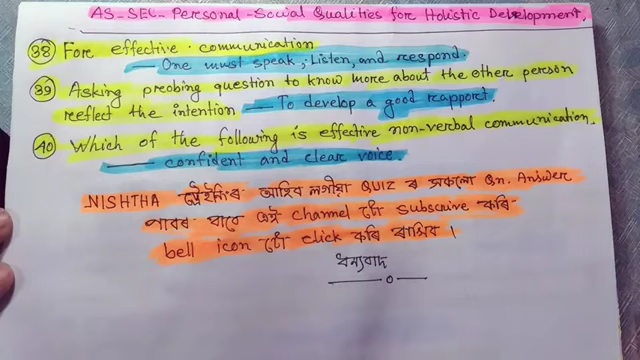 AS-SEC- Personal-Social Qualities for Holistic Development.
38) For effective communication
— One must speak, Listen, and respond.
39) Asking probing question to know more about the other person
reflect the intention — To develop a good rapport.
40) Which of the following is effective non-verbal communication.
— confident and clear voice.
NISHTHA ট্ৰেইনিংৰ আহিব লগীয়া QUIZ ৰ সকলো Qn. Answer
পাবৰ বাবে এই channel টো subscrive কৰি
bell icon টো click কৰি ৰাখিব ।
ধন্যবাদ